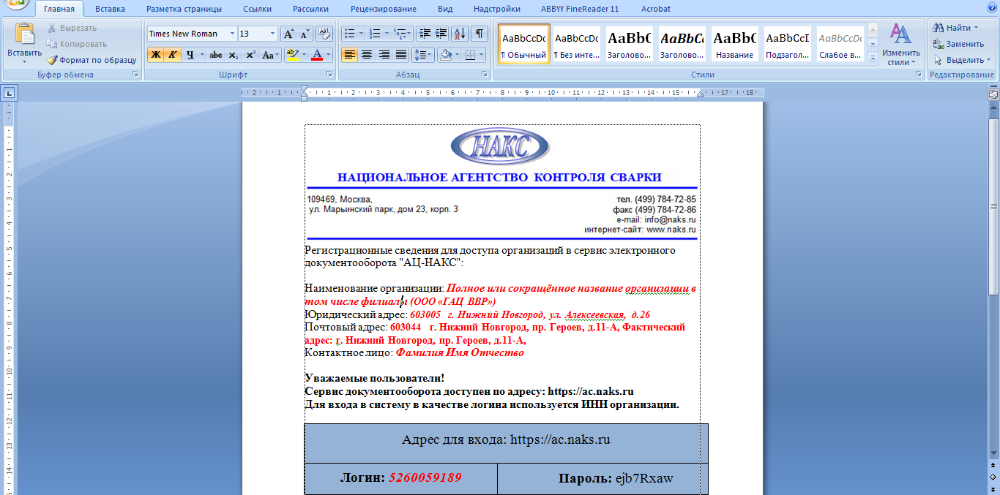 Главная Вставка Разметка страницы Ссылки Рассылки Рецензирование Вид Надстройки ABBYY FineReader 11 Acrobat
Вставить
Вырезать
Копировать
Формат по образцу
Буфер обмена
Times New Roman 13
Ж К Ч abc x₂ x² Aa
Шрифт
Абзац
AaBbCcDc AaBbCcDc AaBbC AaBbCc AaBbC AaBbCcI AaBbCcDc
¶ Обычный ¶ Без инте... Заголово... Заголово... Название Подзагол... Слабое в...
Изменить стили
Стили
Найти
Заменить
Выделить
Редактирование
2 1 1 2 3 4 5 6 7 8 9 10 11 12 13 14 15 17 18
НАКС
НАЦИОНАЛЬНОЕ АГЕНТСТВО КОНТРОЛЯ СВАРКИ
109469, Москва,
ул. Марьинский парк, дом 23, корп. 3
тел. (499) 784-72-85
факс (499) 784-72-86
e-mail: info@naks.ru
интернет-сайт: www.naks.ru
Регистрационные сведения для доступа организаций в сервис электронного
документооборота "АЦ-НАКС":
Наименование организации: Полное или сокращённое название организации в
том числе филиалы (ООО «ГАЦ ВВР»)
Юридический адрес: 603005 г. Нижний Новгород, ул. Алексеевская, д.26
Почтовый адрес: 603044 г. Нижний Новгород, пр. Героев, д.11-А, Фактический
адрес: г. Нижний Новгород, пр. Героев, д.11-А,
Контактное лицо: Фамилия Имя Отчество
Уважаемые пользователи!
Сервис документооборота доступен по адресу: https://ac.naks.ru
Для входа в систему в качестве логина используется ИНН организации.
Адрес для входа: https://ac.naks.ru
Логин: 5260059189 Пароль: ejb7Rxaw